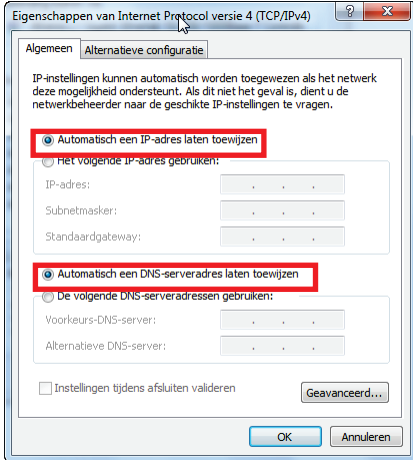 Eigenschappen van Internet Protocol versie 4 (TCP/IPv4)
Algemeen
Alternatieve configuratie
IP-instellingen kunnen automatisch worden toegewezen als het netwerk
deze mogelijkheid ondersteunt. Als dit niet het geval is, dient u de
netwerkbeheerder naar de geschikte IP-instellingen te vragen.
Automatisch een IP-adres laten toewijzen
Het volgende IP-adres gebruiken:
IP-adres:
Subnetmasker:
Standaardgateway:
Automatisch een DNS-serveradres laten toewijzen
De volgende DNS-serveradressen gebruiken:
Voorkeurs-DNS-server:
Alternatieve DNS-server:
Instellingen tijdens afsluiten valideren
Geavanceerd...
OK
Annuleren